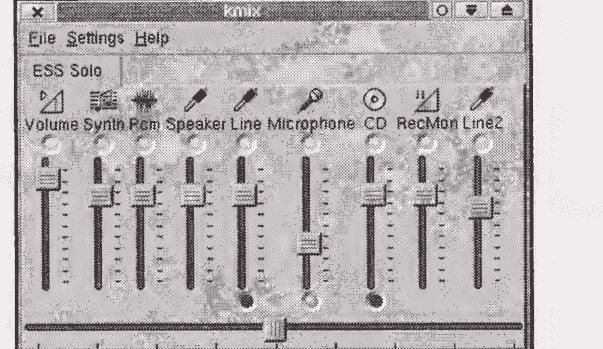 kmix
File Settings Help
ESS Solo
Volume Synth Pcm Speaker Line Microphone CD RecMon Line2